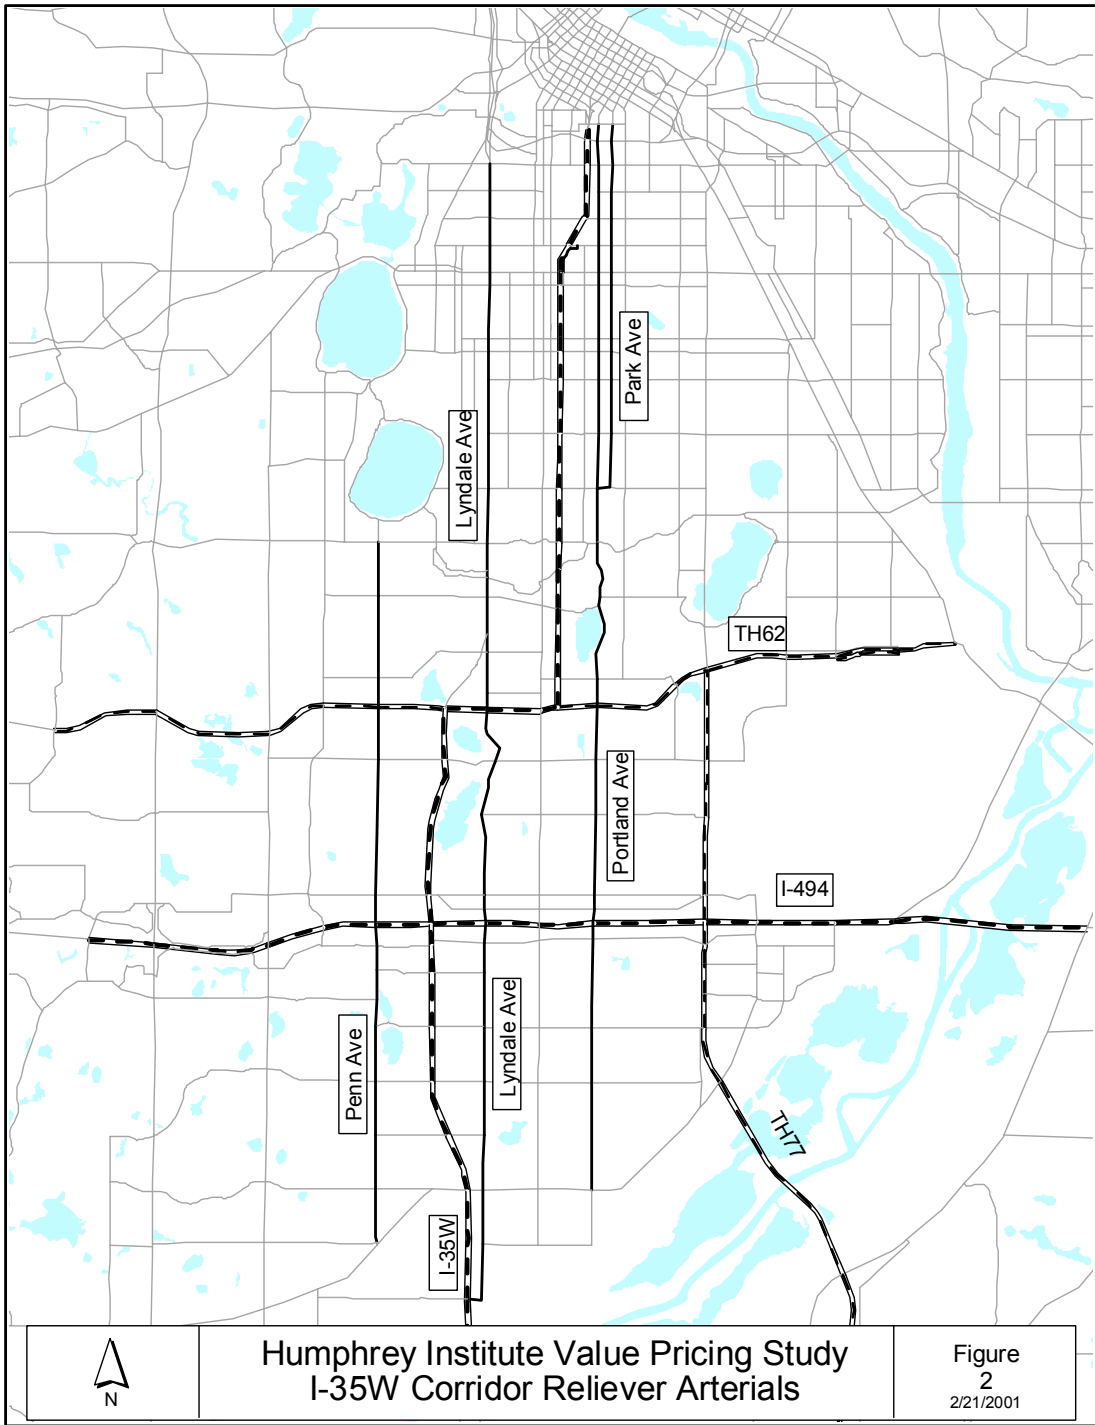 Park Ave
Lyndale Ave
TH62
Portland Ave
I-494
Lyndale Ave
Penn Ave
TH77
I-35W
N
Humphrey Institute Value Pricing Study
I-35W Corridor Reliever Arterials
Figure
2
2/21/2001